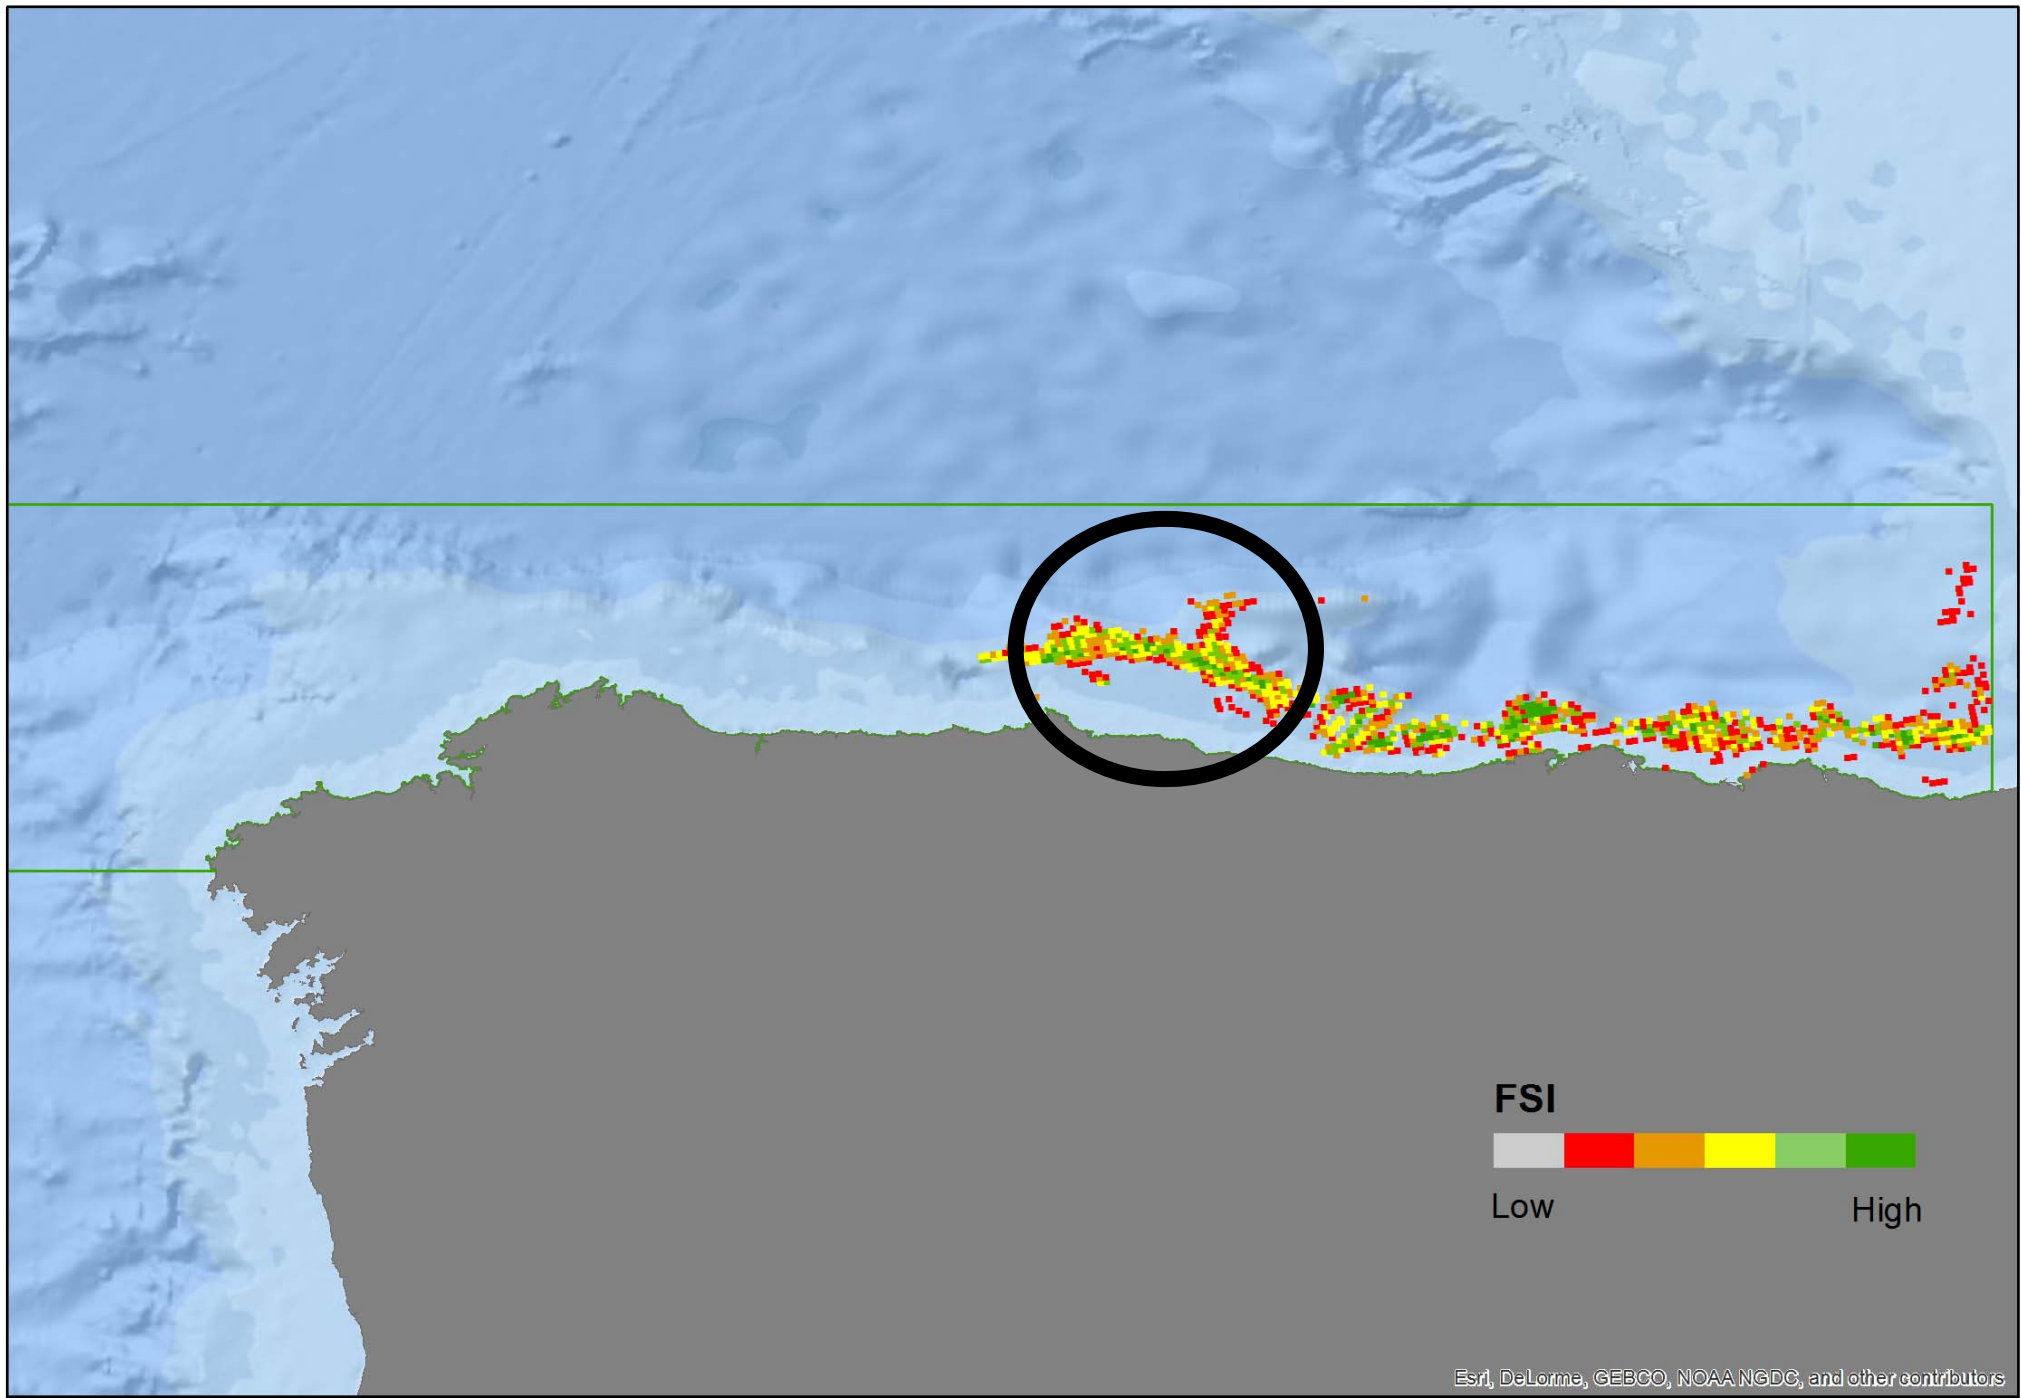 FSI
Low
High
Esri, DeLorme, GEBCO, NOAA NGDC, and other contributors